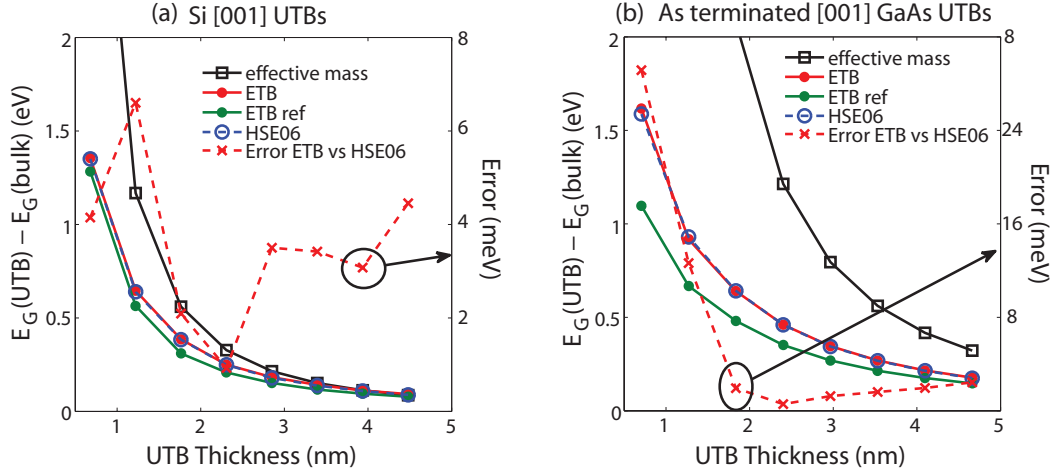 (a) Si [001] UTBs
E_G(UTB) − E_G(bulk) (eV)
2
1.5
1
0.5
0
8
6
4
2
Error (meV)
effective mass
ETB
ETB ref
HSE06
Error ETB vs HSE06
1 2 3 4 5
UTB Thickness (nm)
(b) As terminated [001] GaAs UTBs
E_G(UTB) − E_G(bulk) (eV)
2
1.5
1
0.5
0
8
24
16
8
Error (meV)
effective mass
ETB
ETB ref
HSE06
Error ETB vs HSE06
1 2 3 4 5
UTB Thickness (nm)